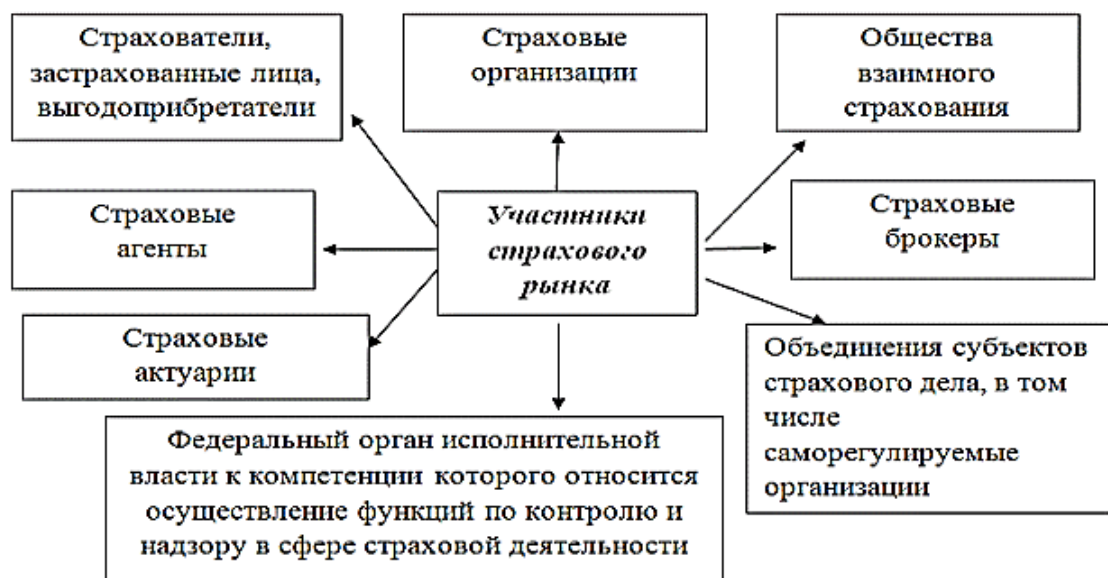 Страхователи,
застрахованные лица,
выгодоприбретатели
Страховые
организации
Общества
взаимного
страхования
Страховые
агенты
Участники
страхового
рынка
Страховые
брокеры
Страховые
актуарии
Объединения субъектов
страхового дела, в том
числе
саморегулируемые
организации
Федеральный орган исполнительной
власти к компетенции которого относится
осуществление функций по контролю и
надзору в сфере страховой деятельности